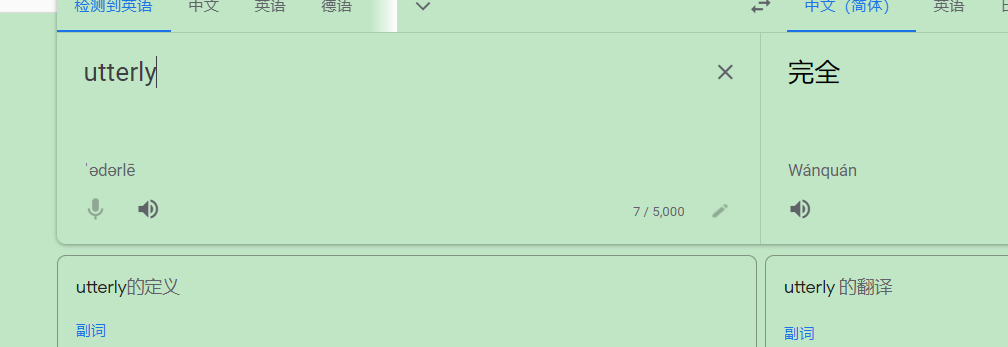 检测到英语 中文 英语 德语 中文（简体） 英语
utterly 完全
ˈədərlē Wánquán
7 / 5,000
utterly的定义 utterly 的翻译
副词 副词